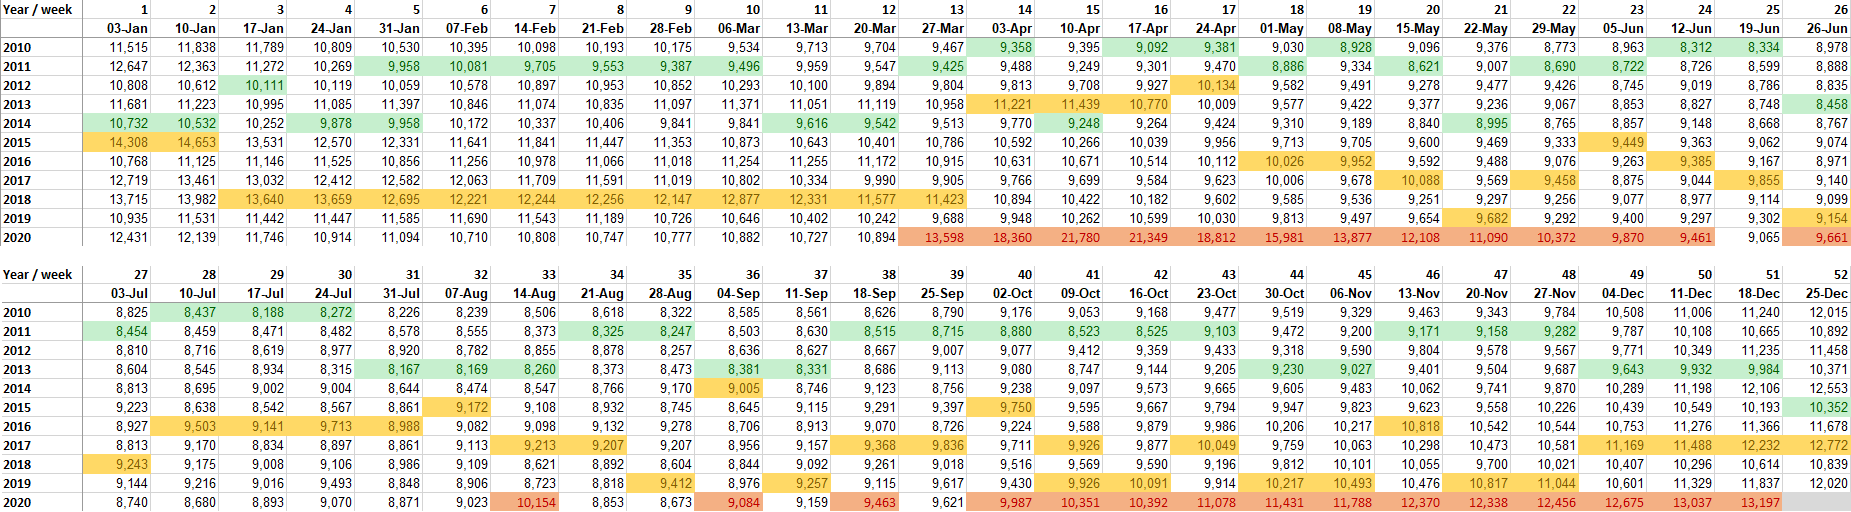 Year / week 1 2 3 4 5 6 7 8 9 10 11 12 13 14 15 16 17 18 19 20 21 22 23 24 25 26
03-Jan 10-Jan 17-Jan 24-Jan 31-Jan 07-Feb 14-Feb 21-Feb 28-Feb 06-Mar 13-Mar 20-Mar 27-Mar 03-Apr 10-Apr 17-Apr 24-Apr 01-May 08-May 15-May 22-May 29-May 05-Jun 12-Jun 19-Jun 26-Jun
2010 11,515 11,838 11,789 10,809 10,530 10,395 10,098 10,193 10,175 9,534 9,713 9,704 9,467 9,358 9,395 9,092 9,381 9,030 8,928 9,096 9,376 8,773 8,963 8,312 8,334 8,978
2011 12,647 12,363 11,272 10,269 9,958 10,081 9,705 9,553 9,387 9,496 9,959 9,547 9,425 9,488 9,249 9,301 9,470 8,886 9,334 8,621 9,007 8,690 8,722 8,726 8,599 8,888
2012 10,808 10,612 10,111 10,119 10,059 10,578 10,897 10,953 10,852 10,293 10,100 9,894 9,804 9,813 9,708 9,927 10,134 9,582 9,491 9,278 9,477 9,426 8,745 9,019 8,786 8,835
2013 11,681 11,223 10,995 11,085 11,397 10,846 11,074 10,835 11,097 11,371 11,051 11,119 10,958 11,221 11,439 10,770 10,009 9,577 9,422 9,377 9,236 9,067 8,853 8,827 8,748 8,458
2014 10,732 10,532 10,252 9,878 9,958 10,172 10,337 10,406 9,841 9,841 9,616 9,542 9,513 9,770 9,248 9,264 9,424 9,310 9,189 8,840 8,995 8,765 8,857 9,148 8,668 8,767
2015 14,308 14,653 13,531 12,570 12,331 11,641 11,841 11,447 11,353 10,873 10,643 10,401 10,786 10,592 10,266 10,039 9,956 9,713 9,705 9,600 9,469 9,333 9,449 9,363 9,062 9,074
2016 10,768 11,125 11,146 11,525 10,856 11,256 10,978 11,066 11,018 11,254 11,255 11,172 10,915 10,631 10,671 10,514 10,112 10,026 9,952 9,592 9,488 9,076 9,263 9,385 9,167 8,971
2017 12,719 13,461 13,032 12,412 12,582 12,063 11,709 11,591 11,019 10,802 10,334 9,990 9,905 9,766 9,699 9,584 9,623 10,006 9,678 10,088 9,569 9,458 8,875 9,044 9,855 9,140
2018 13,715 13,982 13,640 13,659 12,695 12,221 12,244 12,256 12,147 12,877 12,331 11,577 11,423 10,894 11,422 10,182 9,602 9,585 9,536 9,251 9,297 9,256 9,077 8,977 9,114 9,099
2019 10,935 11,531 11,442 11,447 11,585 11,690 11,543 11,189 10,726 10,646 10,402 10,242 9,688 9,948 10,262 10,599 10,030 9,813 9,497 9,654 9,682 9,292 9,400 9,297 9,302 9,154
2020 12,431 12,139 11,746 10,914 11,094 10,710 10,808 10,747 10,777 10,882 10,727 10,894 13,598 18,360 21,780 21,349 18,812 15,981 13,877 12,108 11,090 10,372 9,870 9,461 9,065 9,661
Year / week 27 28 29 30 31 32 33 34 35 36 37 38 39 40 41 42 43 44 45 46 47 48 49 50 51 52
03-Jul 10-Jul 17-Jul 24-Jul 31-Jul 07-Aug 14-Aug 21-Aug 28-Aug 04-Sep 11-Sep 18-Sep 25-Sep 02-Oct 09-Oct 16-Oct 23-Oct 30-Oct 06-Nov 13-Nov 20-Nov 27-Nov 04-Dec 11-Dec 18-Dec 25-Dec
2010 8,825 8,437 8,188 8,272 8,226 8,239 8,506 8,618 8,322 8,585 8,561 8,626 8,790 9,176 9,053 9,168 9,477 9,519 9,329 9,463 9,343 9,784 10,508 11,006 11,240 12,015
2011 8,454 8,459 8,471 8,482 8,578 8,555 8,373 8,325 8,247 8,503 8,630 8,515 8,715 8,880 8,523 8,525 9,103 9,472 9,200 9,171 9,158 9,282 9,787 10,108 10,665 10,892
2012 8,810 8,716 8,619 8,977 8,920 8,782 8,855 8,878 8,257 8,636 8,627 8,667 9,007 9,077 9,412 9,359 9,433 9,318 9,590 9,804 9,578 9,567 9,771 10,349 11,235 11,458
2013 8,604 8,545 8,934 8,315 8,167 8,169 8,260 8,373 8,473 8,381 8,331 8,686 9,113 9,080 8,747 9,144 9,205 9,230 9,027 9,401 9,504 9,687 9,643 9,932 9,984 10,371
2014 8,813 8,695 9,002 9,004 8,644 8,474 8,547 8,766 9,170 9,005 8,746 9,123 8,756 9,238 9,097 9,573 9,665 9,605 9,483 10,062 9,741 9,870 10,289 11,198 12,106 12,553
2015 9,223 8,638 8,542 8,567 8,861 9,172 9,108 8,932 8,745 8,645 9,115 9,291 9,397 9,750 9,595 9,667 9,794 9,947 9,823 9,623 9,558 10,226 10,439 10,549 10,193 10,352
2016 8,927 9,503 9,141 9,713 8,988 9,082 9,098 9,132 9,278 8,706 8,913 9,070 8,726 9,224 9,588 9,879 9,986 10,206 10,217 10,818 10,542 10,544 10,753 11,276 11,366 11,678
2017 8,813 9,170 8,834 8,897 8,861 9,113 9,213 9,207 9,207 8,956 9,157 9,368 9,836 9,711 9,926 9,877 10,049 9,759 10,063 10,298 10,473 10,581 11,169 11,488 12,232 12,772
2018 9,243 9,175 9,008 9,106 8,986 9,109 8,621 8,892 8,604 8,844 9,092 9,261 9,018 9,516 9,569 9,590 9,196 9,812 10,101 10,055 9,700 10,021 10,407 10,296 10,614 10,839
2019 9,144 9,216 9,016 9,493 8,848 8,906 8,723 8,818 9,412 8,976 9,257 9,115 9,617 9,430 9,926 10,091 9,914 10,217 10,493 10,476 10,817 11,044 10,601 11,329 11,837 12,020
2020 8,740 8,680 8,893 9,070 8,871 9,023 10,154 8,853 8,673 9,084 9,159 9,463 9,621 9,987 10,351 10,392 11,078 11,431 11,788 12,370 12,338 12,456 12,675 13,037 13,197